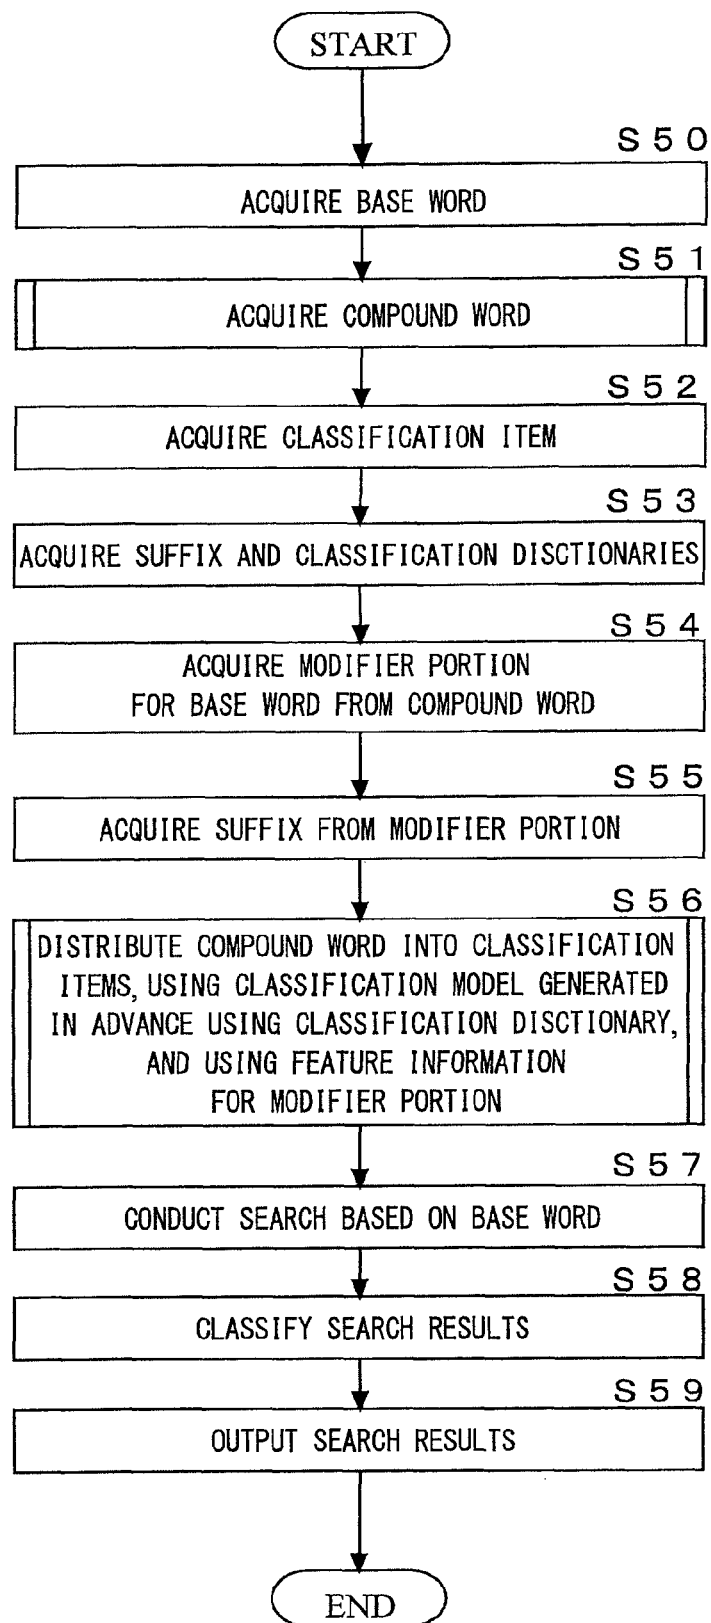 START
S50
ACQUIRE BASE WORD
S51
ACQUIRE COMPOUND WORD
S52
ACQUIRE CLASSIFICATION ITEM
S53
ACQUIRE SUFFIX AND CLASSIFICATION DISCTIONARIES
S54
ACQUIRE MODIFIER PORTION
FOR BASE WORD FROM COMPOUND WORD
S55
ACQUIRE SUFFIX FROM MODIFIER PORTION
S56
DISTRIBUTE COMPOUND WORD INTO CLASSIFICATION
ITEMS, USING CLASSIFICATION MODEL GENERATED
IN ADVANCE USING CLASSIFICATION DISCTIONARY,
AND USING FEATURE INFORMATION
FOR MODIFIER PORTION
S57
CONDUCT SEARCH BASED ON BASE WORD
S58
CLASSIFY SEARCH RESULTS
S59
OUTPUT SEARCH RESULTS
END